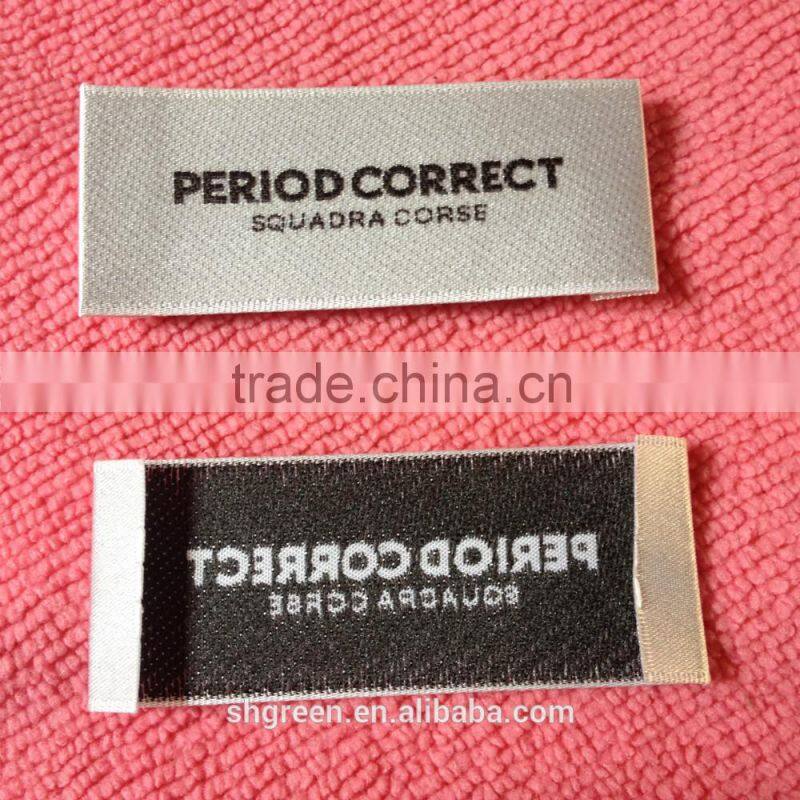 PERIOD CORRECT
SQUADRA CORSE
trade.china.cn
PERIOD CORRECT
SQUADRA CORSE
shgreen.en.alibaba.com